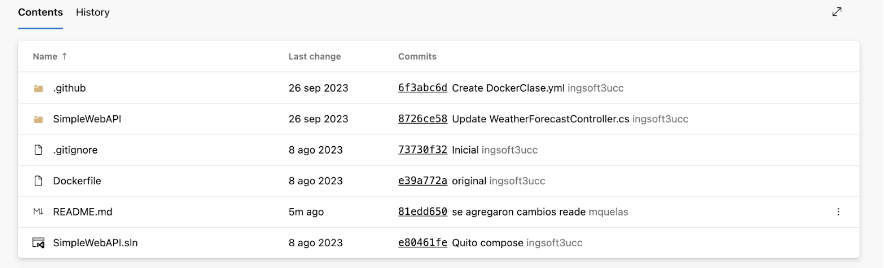 Contents History
Name ↑ Last change Commits
.github 26 sep 2023 6f3abc6d Create DockerClase.yml ingsoft3ucc
SimpleWebAPI 26 sep 2023 8726ce58 Update WeatherForecastController.cs ingsoft3ucc
.gitignore 8 ago 2023 73730f32 Inicial ingsoft3ucc
Dockerfile 8 ago 2023 e39a772a original ingsoft3ucc
M↓ README.md 5m ago 81edd650 se agregaron cambios reade mquelas
SimpleWebAPI.sln 8 ago 2023 e80461fe Quito compose ingsoft3ucc